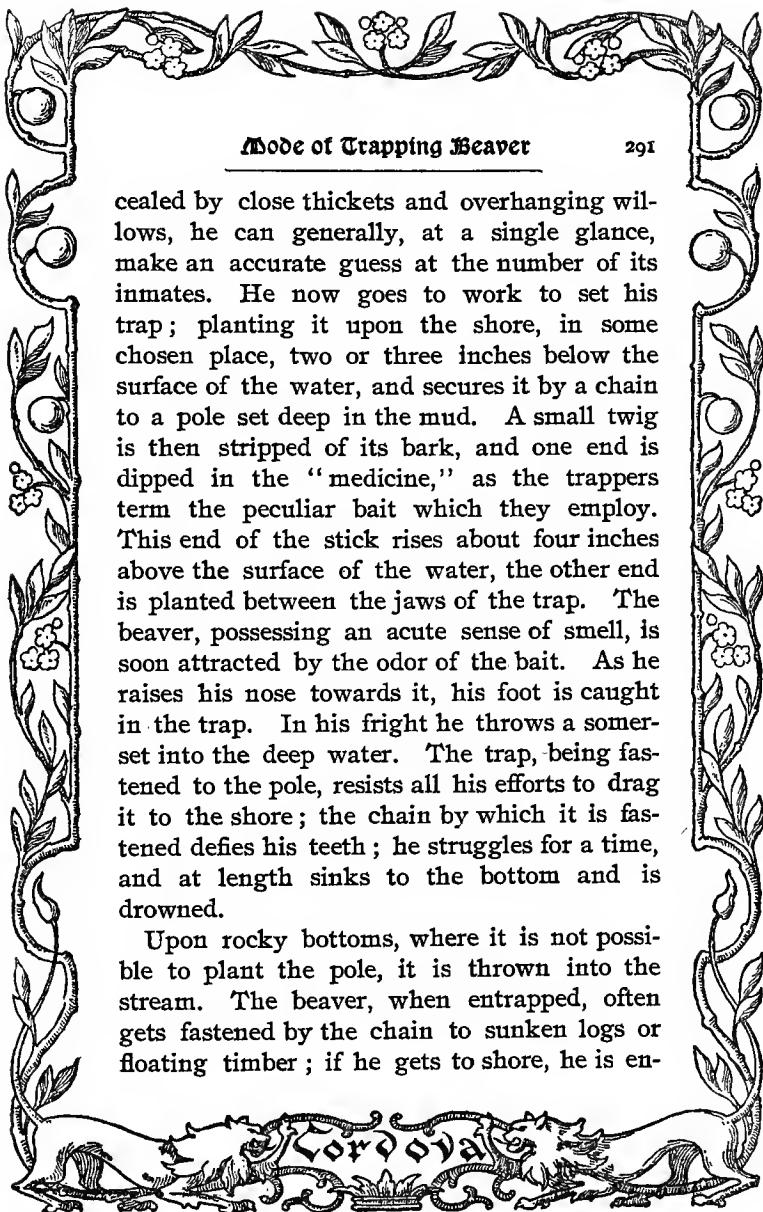 Mode of Trapping Beaver 291
cealed by close thickets and overhanging wil-
lows, he can generally, at a single glance,
make an accurate guess at the number of its
inmates. He now goes to work to set his
trap; planting it upon the shore, in some
chosen place, two or three inches below the
surface of the water, and secures it by a chain
to a pole set deep in the mud. A small twig
is then stripped of its bark, and one end is
dipped in the "medicine," as the trappers
term the peculiar bait which they employ.
This end of the stick rises about four inches
above the surface of the water, the other end
is planted between the jaws of the trap. The
beaver, possessing an acute sense of smell, is
soon attracted by the odor of the bait. As he
raises his nose towards it, his foot is caught
in the trap. In his fright he throws a somer-
set into the deep water. The trap, being fas-
tened to the pole, resists all his efforts to drag
it to the shore; the chain by which it is fas-
tened defies his teeth; he struggles for a time,
and at length sinks to the bottom and is
drowned.
Upon rocky bottoms, where it is not possi-
ble to plant the pole, it is thrown into the
stream. The beaver, when entrapped, often
gets fastened by the chain to sunken logs or
floating timber; if he gets to shore, he is en-
Cordova